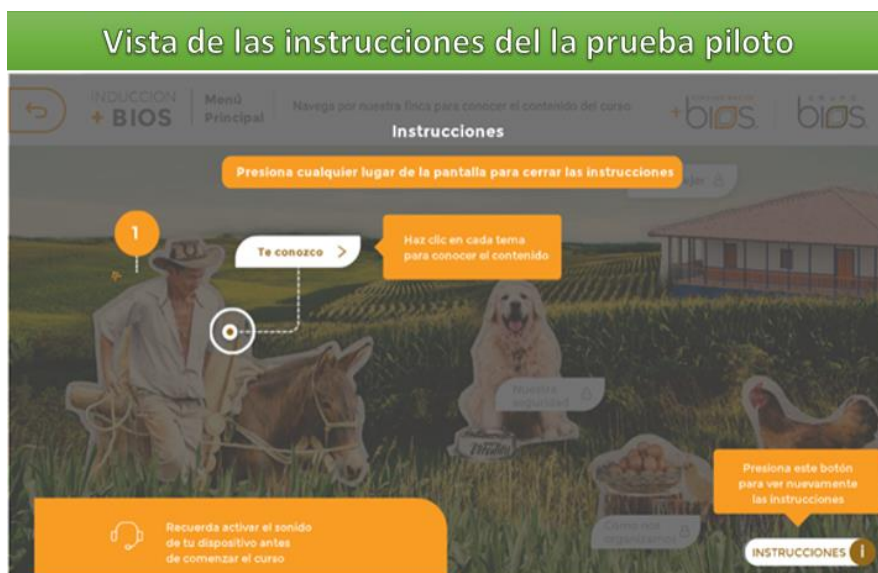 Vista de las instrucciones del la prueba piloto
INDUCCIÓN
+ BIOS
Menú
Principal
Navega por nuestra finca para conocer el contenido del curso
+bios
GRUPO
bios
Instrucciones
Presiona cualquier lugar de la pantalla para cerrar las instrucciones
1
Te conozco
Haz clic en cada tema
para conocer el contenido
Nuestra
seguridad
Presiona este botón
para ver nuevamente
las instrucciones
Recuerda activar el sonido
de tu dispositivo antes
de comenzar el curso
Cómo nos
organizamos
INSTRUCCIONES i